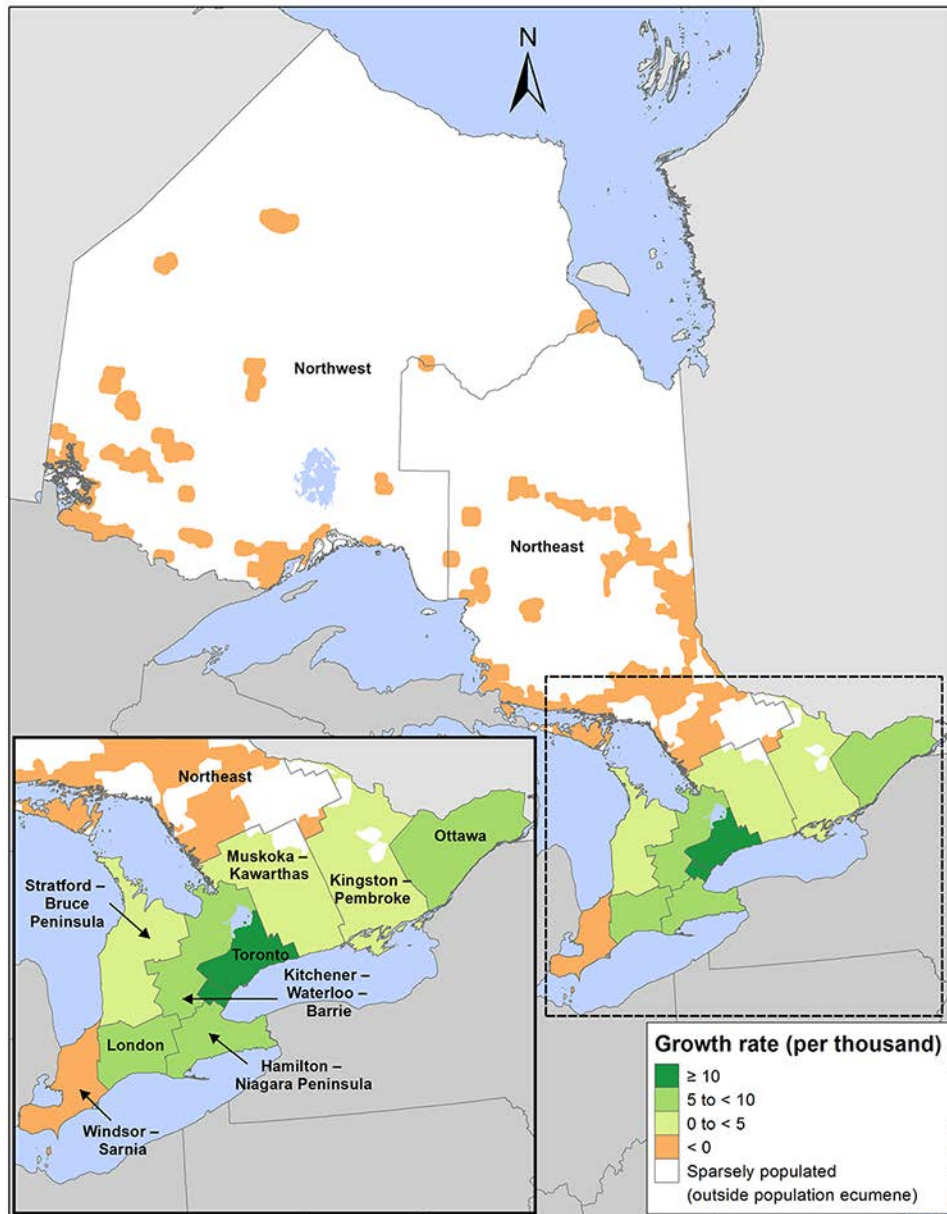 N
Northwest
Northeast
Northeast
Ottawa
Muskoka –
Kawarthas
Kingston –
Pembroke
Stratford –
Bruce
Peninsula
Toronto
Kitchener –
Waterloo –
Barrie
London
Hamilton –
Niagara Peninsula
Windsor –
Sarnia
Growth rate (per thousand)
≥ 10
5 to < 10
0 to < 5
< 0
Sparsely populated
(outside population ecumene)